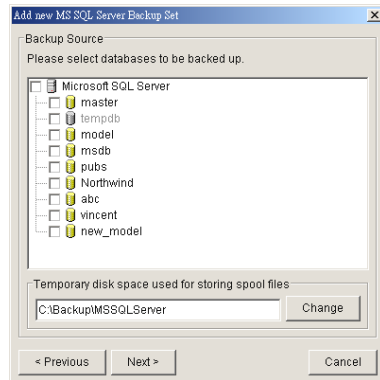 Add new MS SQL Server Backup Set
Backup Source
Please select databases to be backed up.
Microsoft SQL Server
master
tempdb
model
msdb
pubs
Northwind
abc
vincent
new_model
Temporary disk space used for storing spool files
C:\Backup\MSSQLServer
Change
< Previous
Next >
Cancel